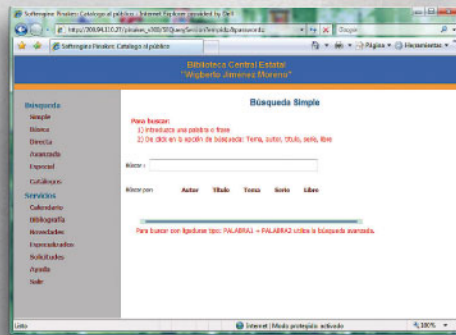 Softengine Pinakes: Catalogo al público - Internet Explorer provided by Dell
Google
Softengine Pinakes: Catalogo al público
Página
Herramientas
Biblioteca Central Estatal
"Wigberto Jiménez Moreno"
Búsqueda
Simple
Básica
Directa
Avanzada
Especial
Catálogos
Servicios
Calendario
Bibliografía
Novedades
Especializados
Solicitudes
Ayuda
Salir
Búsqueda Simple
Para buscar:
1) Introduzca una palabra o frase
2) De click en la opción de búsqueda: Tema, autor, título, serie, libre
Buscar :
Buscar por: Autor Título Tema Serie Libre
Para buscar con ligaduras tipo: PALABRA1 + PALABRA2 utilice la búsqueda avanzada.
Listo
Internet | Modo protegido: activado
100%